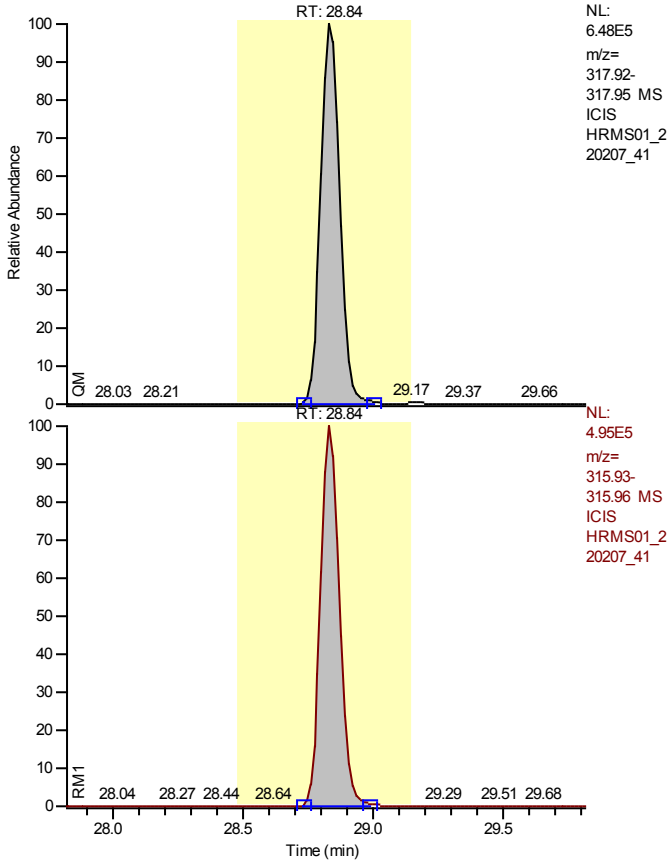 RT: 28.84
NL:
6.48E5
m/z=
317.92-
317.95 MS
ICIS
HRMS01_2
20207_41
100
90
80
70
60
50
40
30
20
10
0
Relative Abundance
QM
28.03 28.21 29.17 29.37 29.66
RT: 28.84
NL:
4.95E5
m/z=
315.93-
315.96 MS
ICIS
HRMS01_2
20207_41
100
90
80
70
60
50
40
30
20
10
0
RM1
28.04 28.27 28.44 28.64 29.29 29.51 29.68
28.0 28.5 29.0 29.5
Time (min)